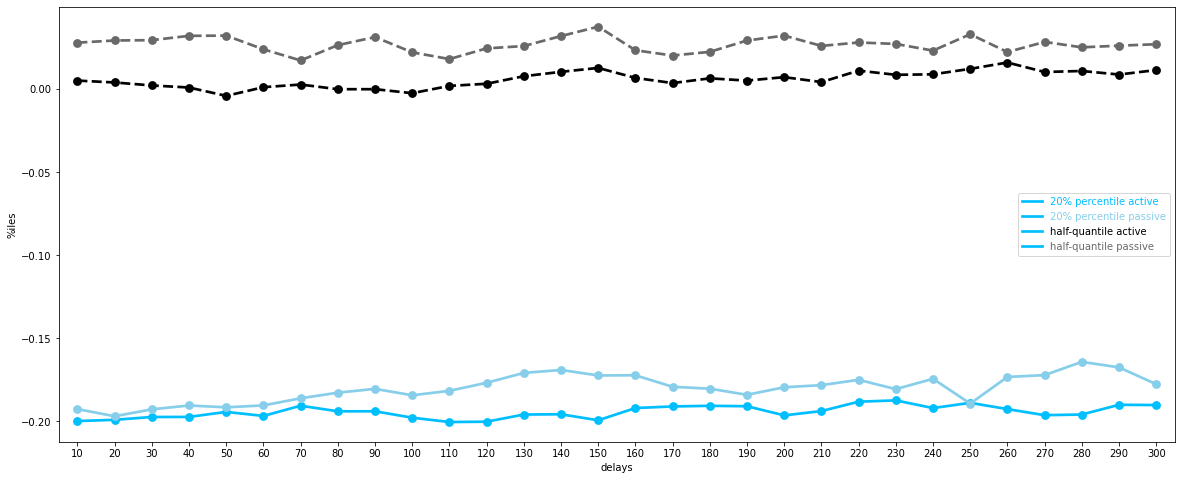 0.00
−0.05
−0.10
−0.15
−0.20
%iles
20% percentile active
20% percentile passive
half-quantile active
half-quantile passive
10 20 30 40 50 60 70 80 90 100 110 120 130 140 150 160 170 180 190 200 210 220 230 240 250 260 270 280 290 300
delays